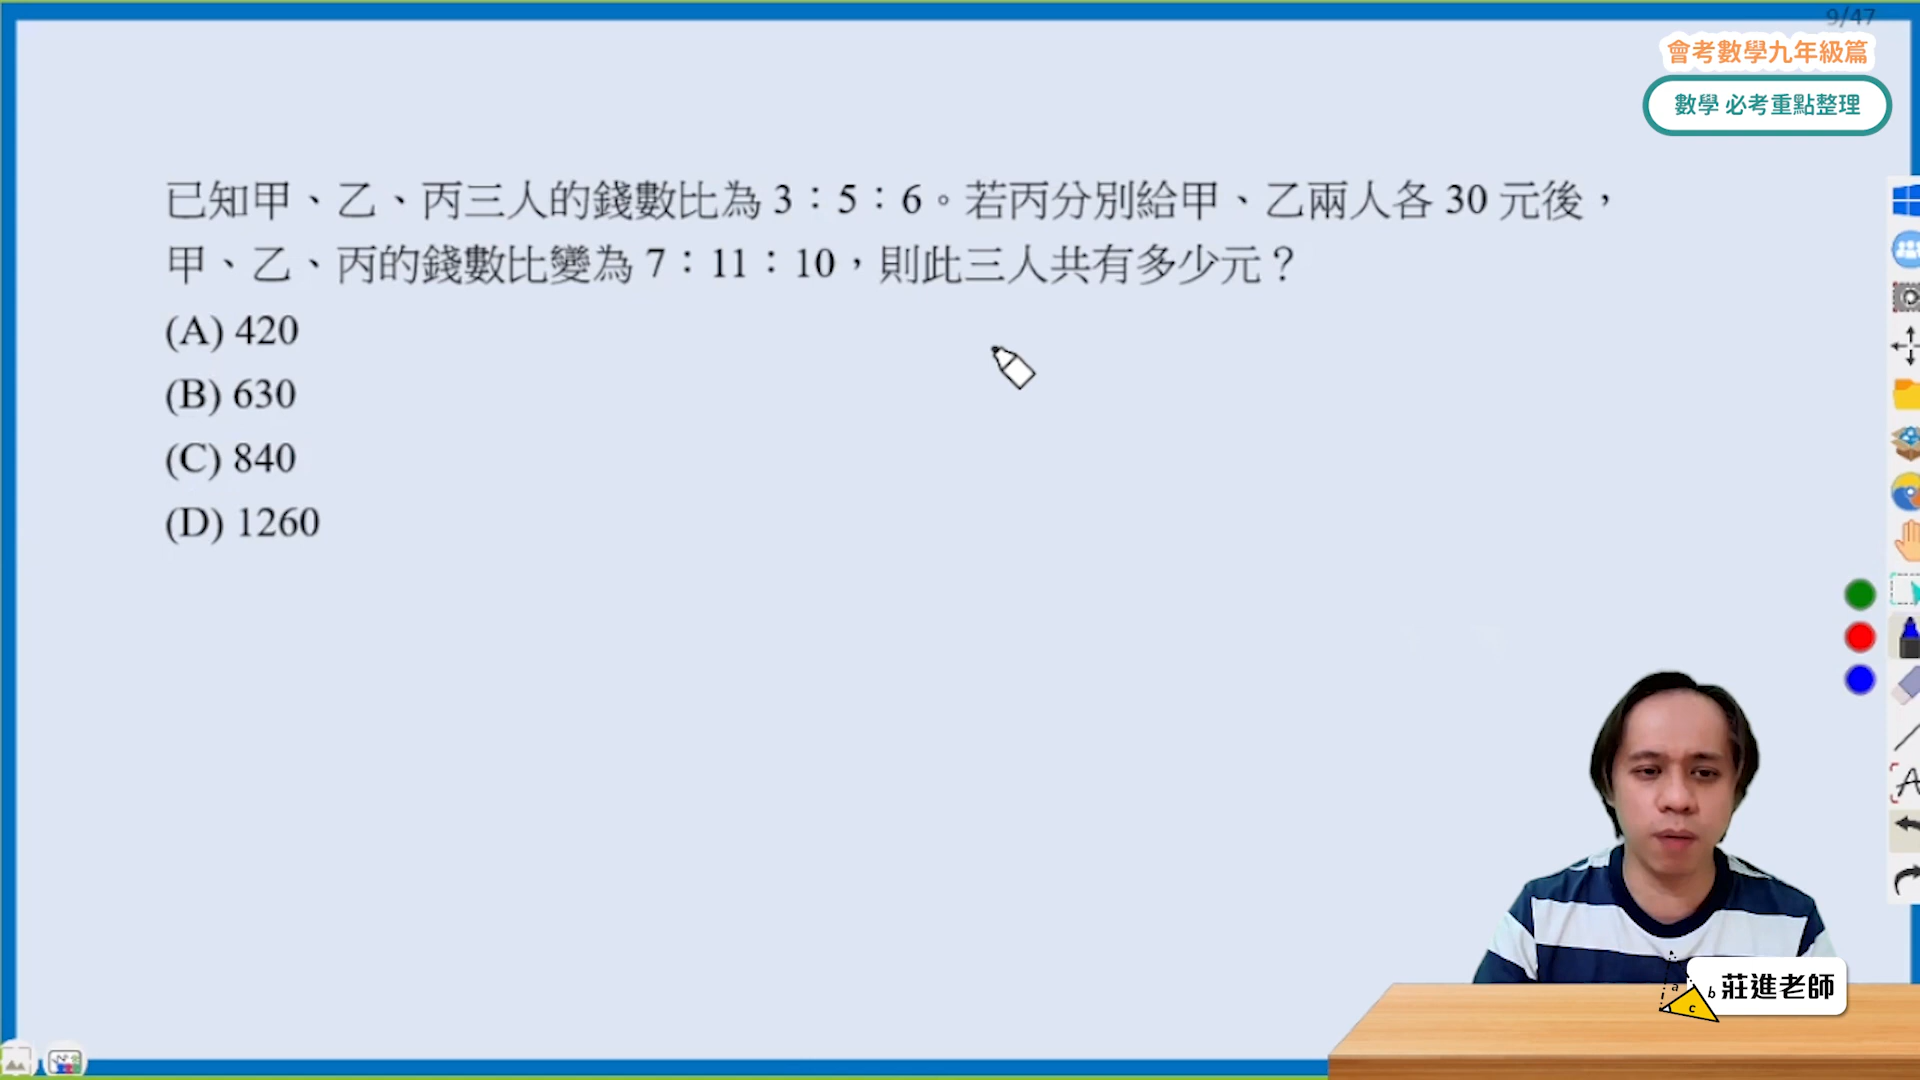 9/47
會考數學九年級篇
數學 必考重點整理
已知甲、乙、丙三人的錢數比為 3：5：6。若丙分別給甲、乙兩人各 30 元後，
甲、乙、丙的錢數比變為 7：11：10，則此三人共有多少元？
(A) 420
(B) 630
(C) 840
(D) 1260
a b c
莊進老師